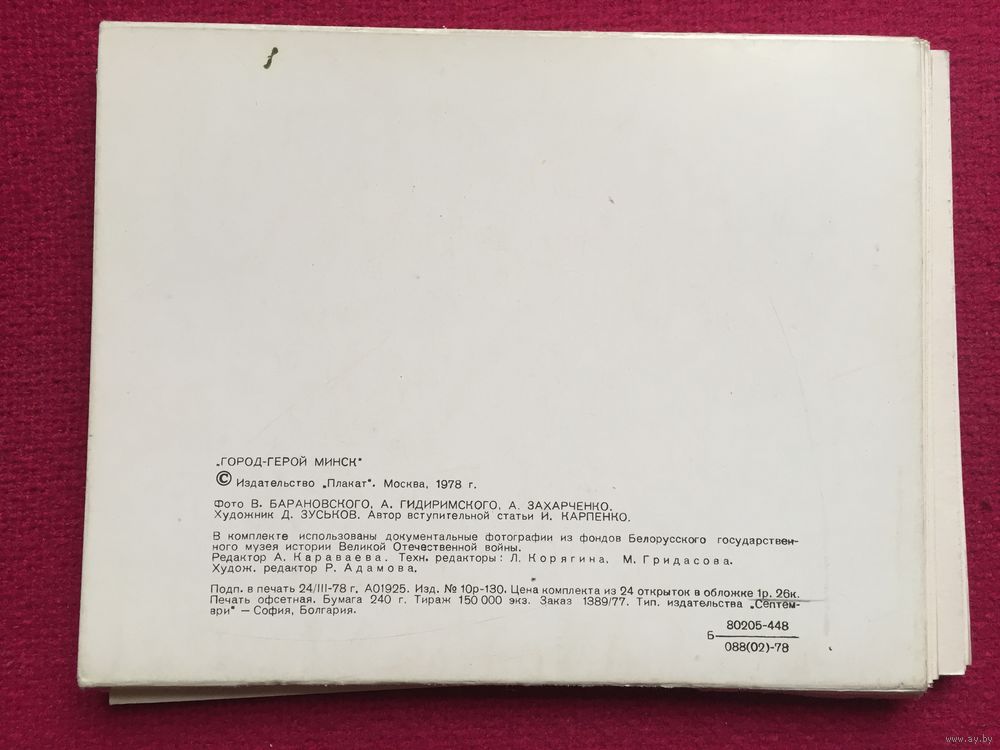 „ГОРОД-ГЕРОЙ МИНСК"
© Издательство „Плакат". Москва, 1978 г.
Фото В. БАРАНОВСКОГО, А. ГИДИРИМСКОГО, А. ЗАХАРЧЕНКО.
Художник Д. ЗУСЬКОВ. Автор вступительной статьи И. КАРПЕНКО.
В комплекте использованы документальные фотографии из фондов Белорусского государствен-
ного музея истории Великой Отечественной войны.
Редактор А. Караваева. Техн. редакторы: Л. Корягина, М. Гридасова.
Худож. редактор Р. Адамова.
Подп. в печать 24/III-78 г. А01925. Изд. № 10р-130. Цена комплекта из 24 открыток в обложке 1р. 26к.
Печать офсетная. Бумага 240 г. Тираж 150 000 экз. Заказ 1389/77. Тип. издательства „Септем-
ври" — София, Болгария.
80205-448
Б
088(02)-78
www.ay.by